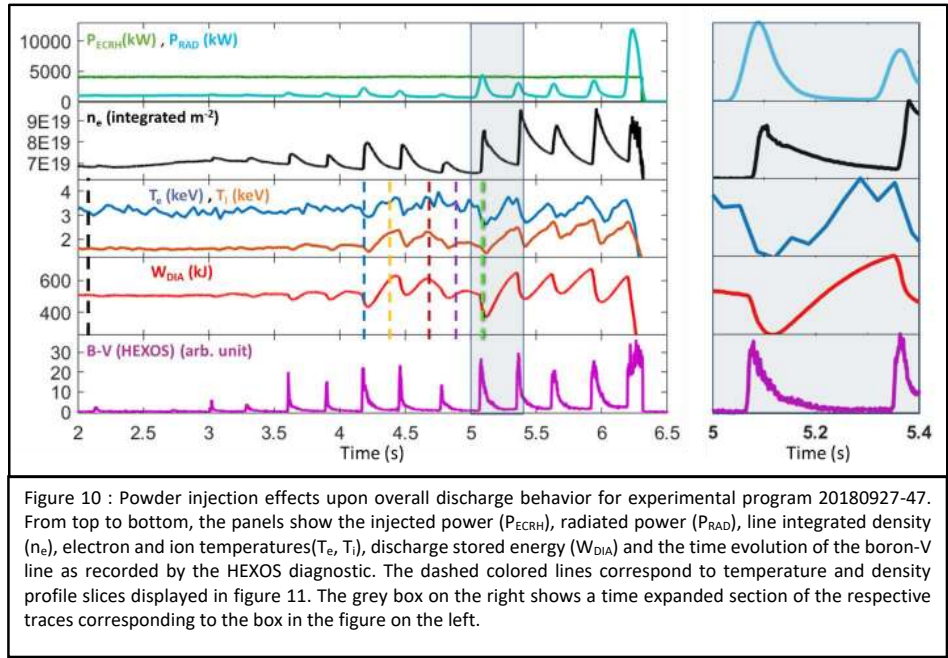 P_ECRH(kW) , P_RAD (kW)
10000
5000
0
n_e (integrated m⁻²)
9E19
8E19
7E19
T_e (keV) , T_i (keV)
4
3
2
W_DIA (kJ)
600
400
B-V (HEXOS) (arb. unit)
30
20
10
0
2 2.5 3 3.5 4 4.5 5 5.5 6 6.5
Time (s)
5 5.2 5.4
Time (s)
Figure 10 : Powder injection effects upon overall discharge behavior for experimental program 20180927-47.
From top to bottom, the panels show the injected power (P_ECRH), radiated power (P_RAD), line integrated density
(n_e), electron and ion temperatures(T_e, T_i), discharge stored energy (W_DIA) and the time evolution of the boron-V
line as recorded by the HEXOS diagnostic. The dashed colored lines correspond to temperature and density
profile slices displayed in figure 11. The grey box on the right shows a time expanded section of the respective
traces corresponding to the box in the figure on the left.